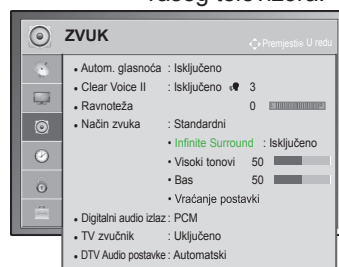 ZVUK
Premjestite U redu
• Autom. glasnoća : Isključeno
• Clear Voice II : Isključeno 3
• Ravnoteža 0
• Način zvuka : Standardni
• Infinite Surround : Isključeno
• Visoki tonovi 50
• Bas 50
• Vraćanje postavki
• Digitalni audio izlaz : PCM
• TV zvučnik : Uključeno
• DTV Audio postavke : Automatski